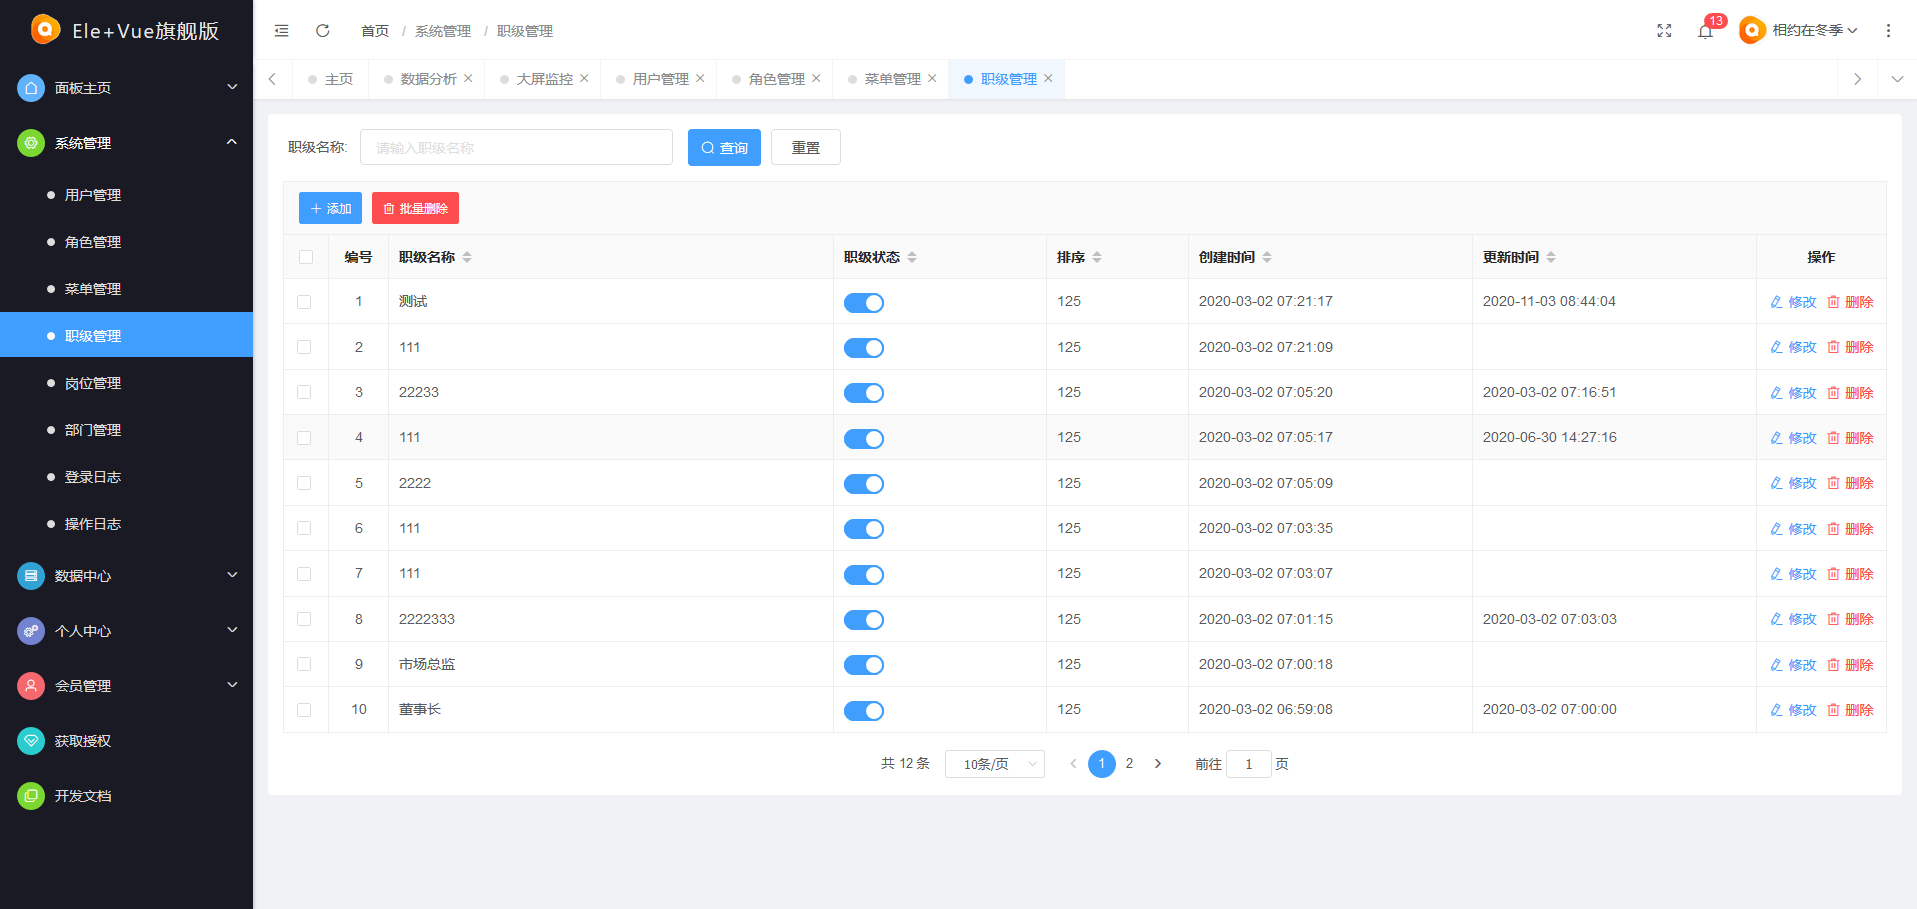 Ele+Vue旗舰版
面板主页
系统管理
用户管理
角色管理
菜单管理
职级管理
岗位管理
部门管理
登录日志
操作日志
数据中心
个人中心
会员管理
获取授权
开发文档
首页 / 系统管理 / 职级管理
13 相约在冬季
主页 数据分析 大屏监控 用户管理 角色管理 菜单管理 职级管理
职级名称: 请输入职级名称 查询 重置
添加 批量删除
编号 职级名称 职级状态 排序 创建时间 更新时间 操作
1 测试 125 2020-03-02 07:21:17 2020-11-03 08:44:04 修改 删除
2 111 125 2020-03-02 07:21:09 修改 删除
3 22233 125 2020-03-02 07:05:20 2020-03-02 07:16:51 修改 删除
4 111 125 2020-03-02 07:05:17 2020-06-30 14:27:16 修改 删除
5 2222 125 2020-03-02 07:05:09 修改 删除
6 111 125 2020-03-02 07:03:35 修改 删除
7 111 125 2020-03-02 07:03:07 修改 删除
8 2222333 125 2020-03-02 07:01:15 2020-03-02 07:03:03 修改 删除
9 市场总监 125 2020-03-02 07:00:18 修改 删除
10 董事长 125 2020-03-02 06:59:08 2020-03-02 07:00:00 修改 删除
共 12 条 10条/页 1 2 前往 1 页